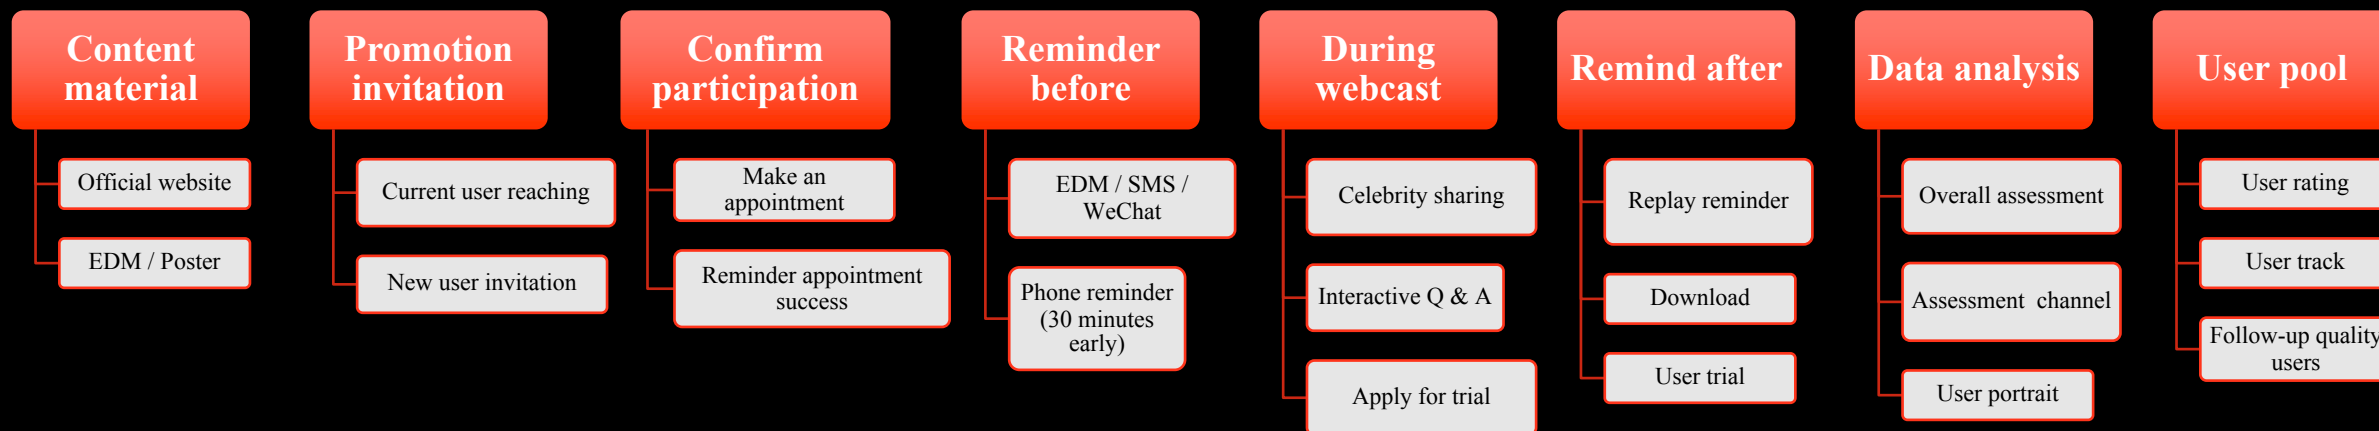 Content
material
Official website
EDM / Poster
Promotion
invitation
Current user reaching
New user invitation
Confirm
participation
Make an
appointment
Reminder appointment
success
Reminder
before
EDM / SMS /
WeChat
Phone reminder
(30 minutes
early)
During
webcast
Celebrity sharing
Interactive Q & A
Apply for trial
Remind after
Replay reminder
Download
User trial
Data analysis
Overall assessment
Assessment channel
User portrait
User pool
User rating
User track
Follow-up quality
users